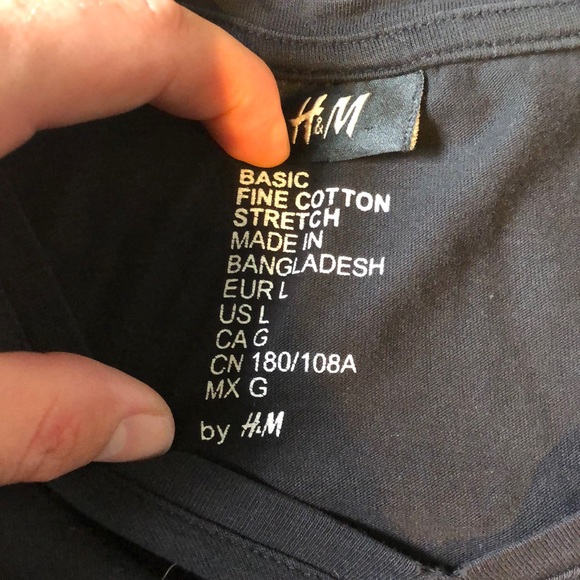 H&M
BASIC
FINE COTTON
STRETCH
MADE IN
BANGLADESH
EUR L
US L
CA G
CN 180/108A
MX G
by H&M